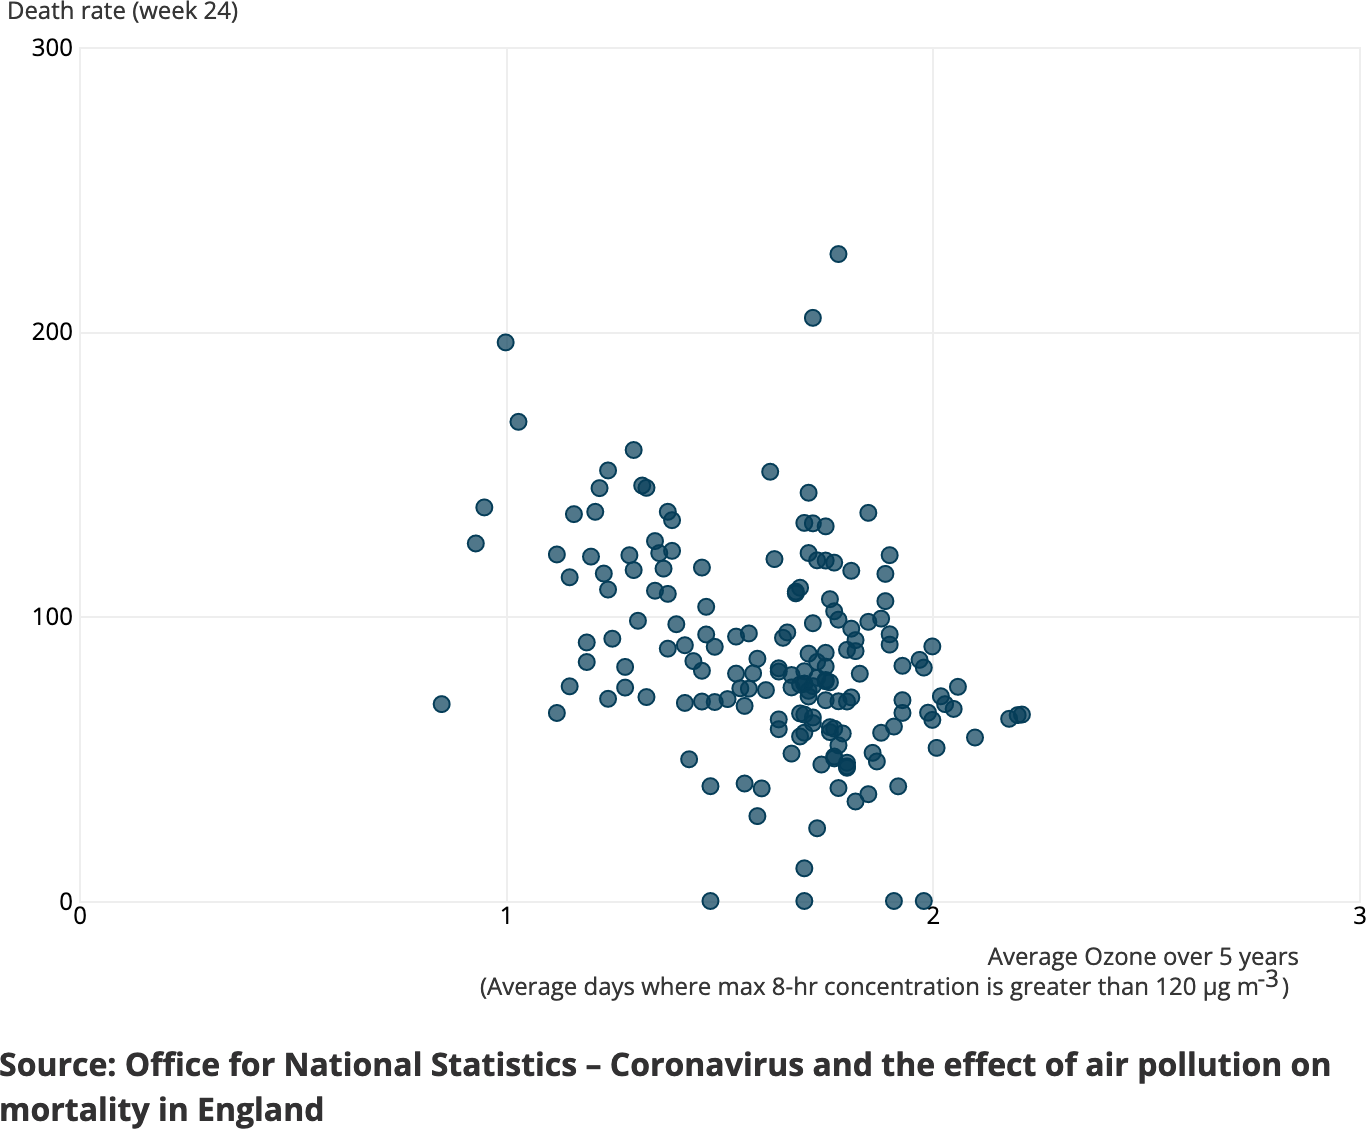 Death rate (week 24)
300
200
100
0
0 1 2 3
Average Ozone over 5 years
(Average days where max 8-hr concentration is greater than 120 µg m-3)
Source: Office for National Statistics – Coronavirus and the effect of air pollution on
mortality in England